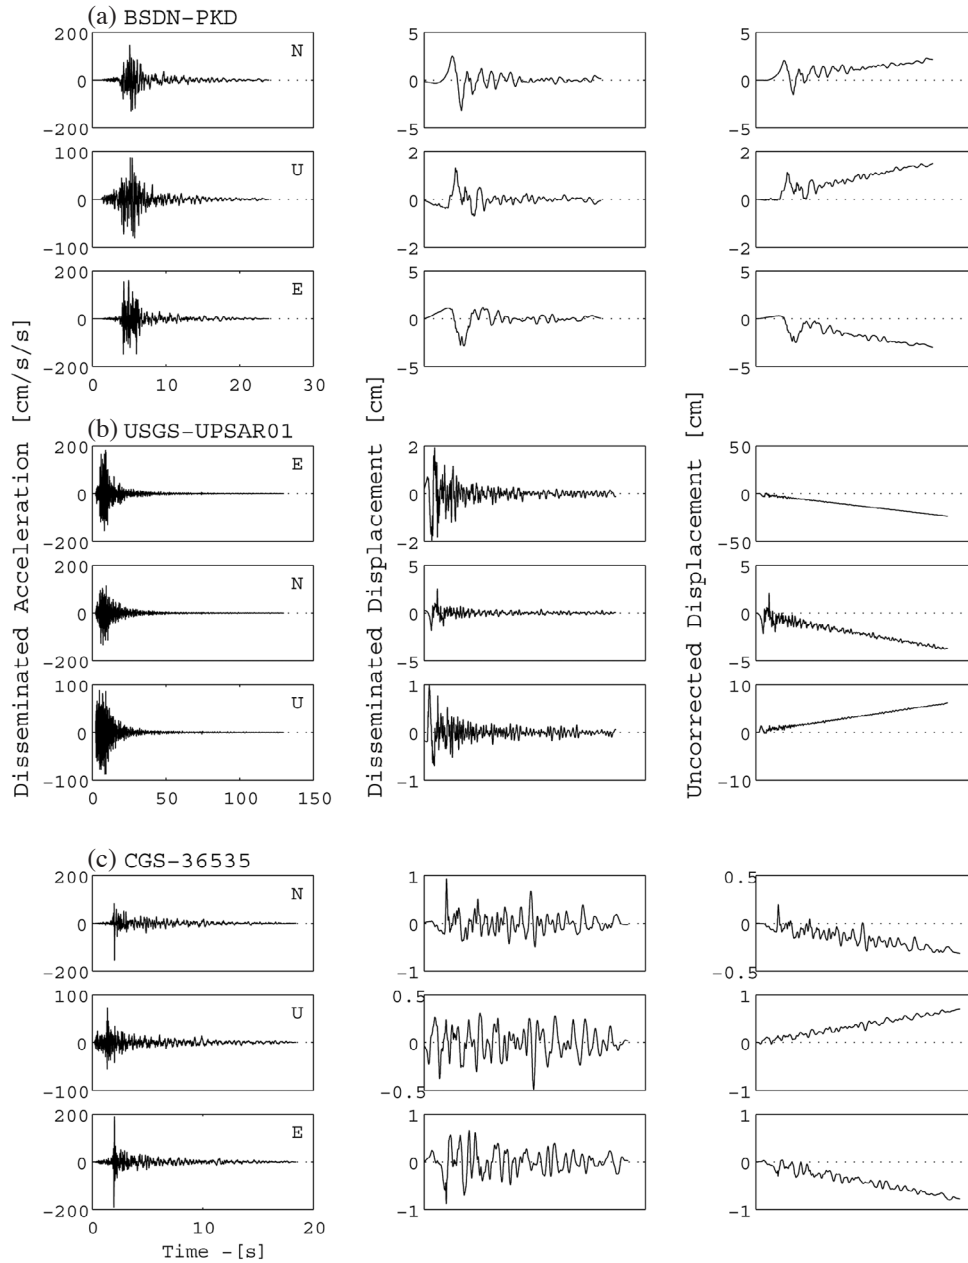 (a) BSDN-PKD
200 0 -200 N
5 0 -5
5 0 -5
100 0 -100 U
2 0 -2
2 0 -2
200 0 -200 E
5 0 -5
5 0 -5
0 10 20 30
(b) USGS-UPSAR01
200 0 -200 E
2 0 -2
50 0 -50
200 0 -200 N
5 0 -5
5 0 -5
100 0 -100 U
1 0 -1
10 0 -10
0 50 100 150
(c) CGS-36535
200 0 -200 N
1 0 -1
0.5 0 -0.5
100 0 -100 U
0.5 0 -0.5
1 0 -1
200 0 -200 E
1 0 -1
1 0 -1
0 10 20
Time -[s]
Disseminated Acceleration [cm/s/s]
Disseminated Displacement [cm]
Uncorrected Displacement [cm]